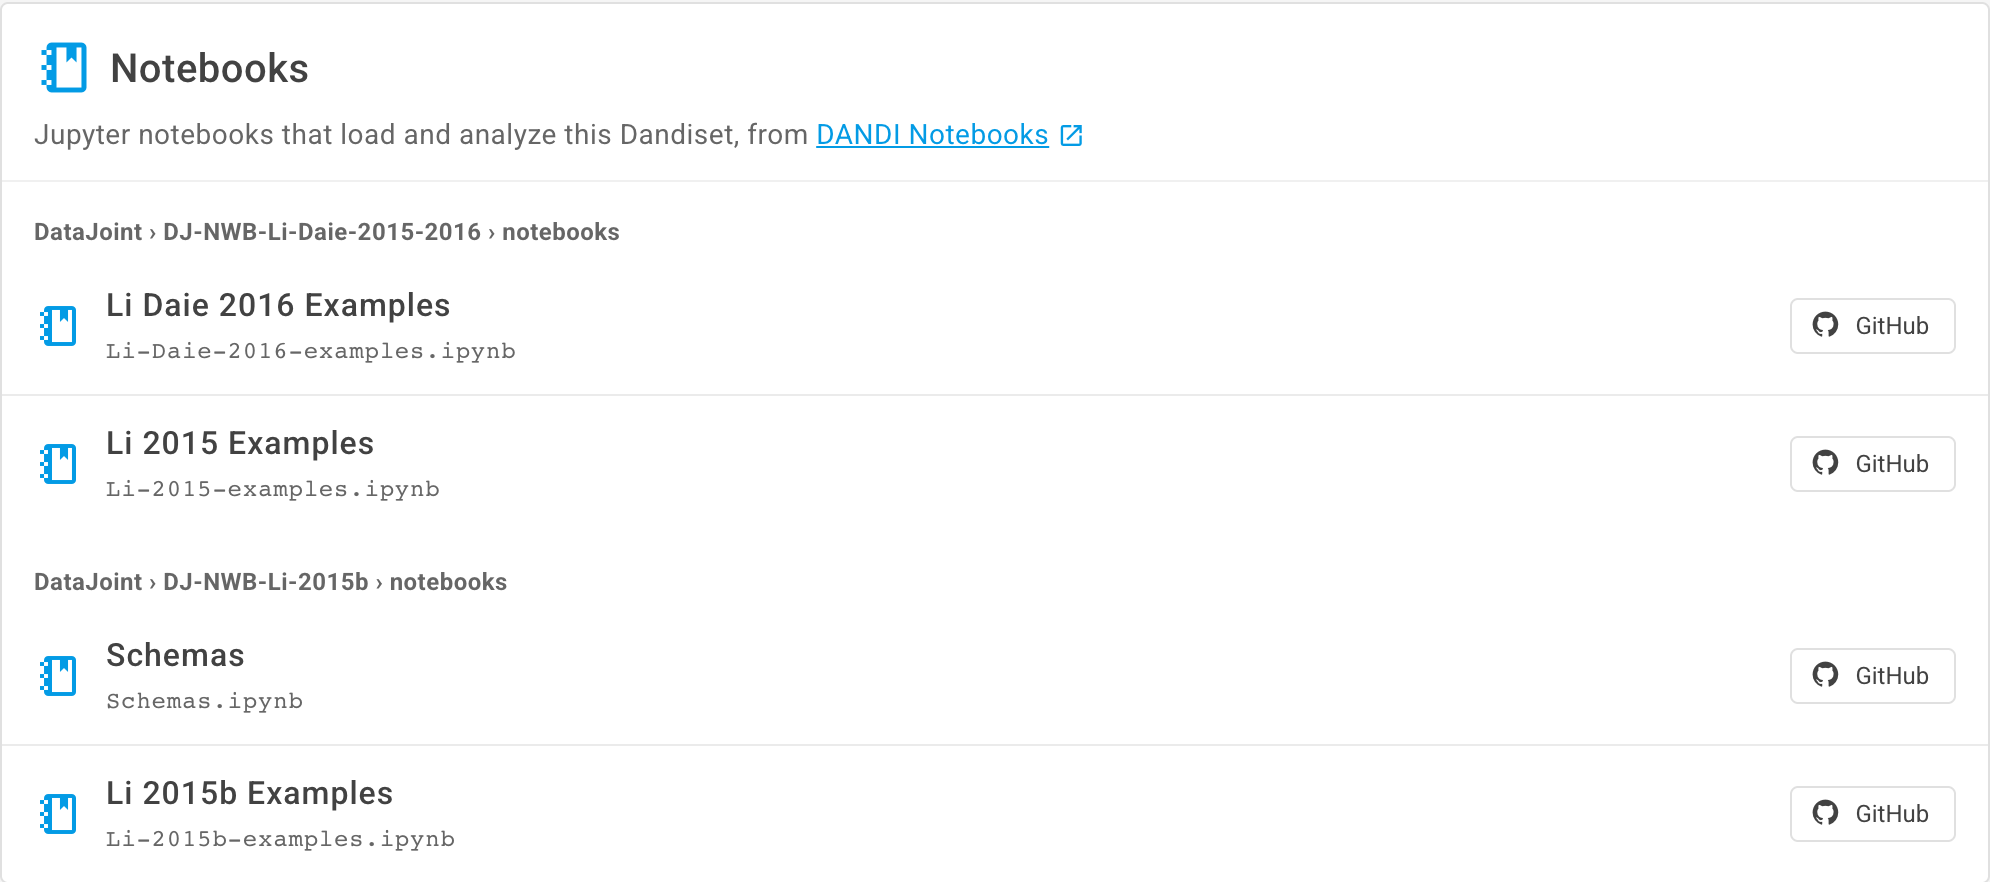 Notebooks
Jupyter notebooks that load and analyze this Dandiset, from DANDI Notebooks
DataJoint › DJ-NWB-Li-Daie-2015-2016 › notebooks
Li Daie 2016 Examples
Li-Daie-2016-examples.ipynb
GitHub
Li 2015 Examples
Li-2015-examples.ipynb
GitHub
DataJoint › DJ-NWB-Li-2015b › notebooks
Schemas
Schemas.ipynb
GitHub
Li 2015b Examples
Li-2015b-examples.ipynb
GitHub